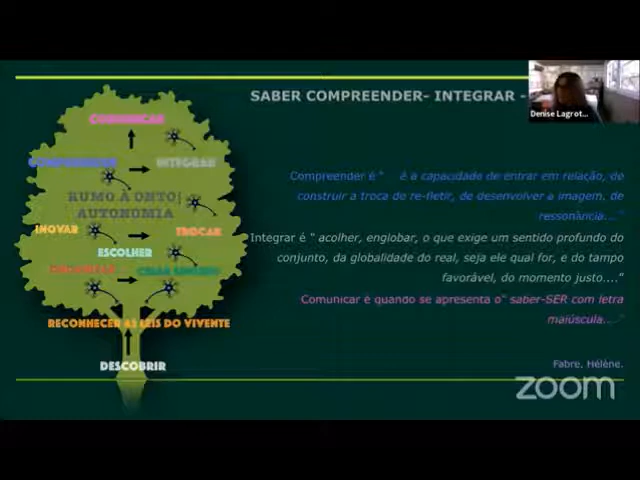 SABER COMPREENDER- INTEGRAR -
Denise Lagrot...
COMUNICAR
COMPREENDER
INTEGRAR
RUMO À ONTO|
AUTONOMIA
INOVAR
TROCAR
ESCOLHER
ORGANIZAR
CRIAR SENTIDO
RECONHECER AS LEIS DO VIVENTE
DESCOBRIR
Compreender é “ é a capacidade de entrar em relação, de
construir a troca do re-fletir, de desenvolver a imagem, de
ressonância...”
Integrar é “ acolher, englobar, o que exige um sentido profundo do
conjunto, da globalidade do real, seja ele qual for, e do tempo
favorável, do momento justo....”
Comunicar é quando se apresenta o“ saber-SER com letra
maiúscula....”
Fabre. Hélène.
zoom